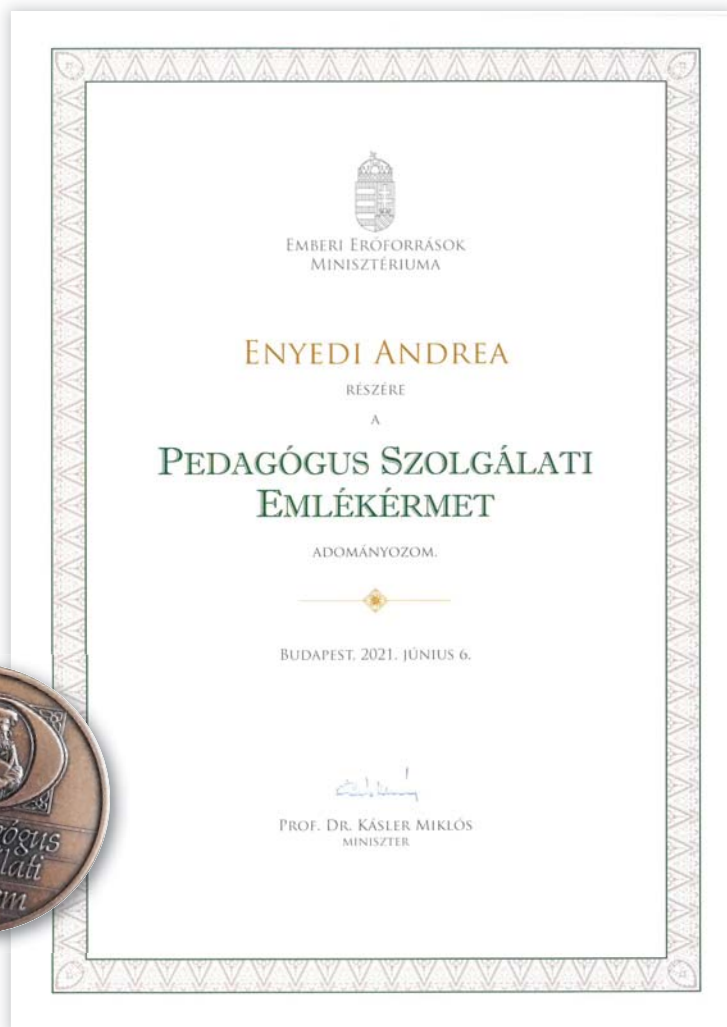 EMBERI ERŐFORRÁSOK
MINISZTÉRIUMA
ENYEDI ANDREA
RÉSZÉRE
A
PEDAGÓGUS SZOLGÁLATI
EMLÉKÉRMET
ADOMÁNYOZOM.
BUDAPEST, 2021. JÚNIUS 6.
PROF. DR. KÁSLER MIKLÓS
MINISZTER